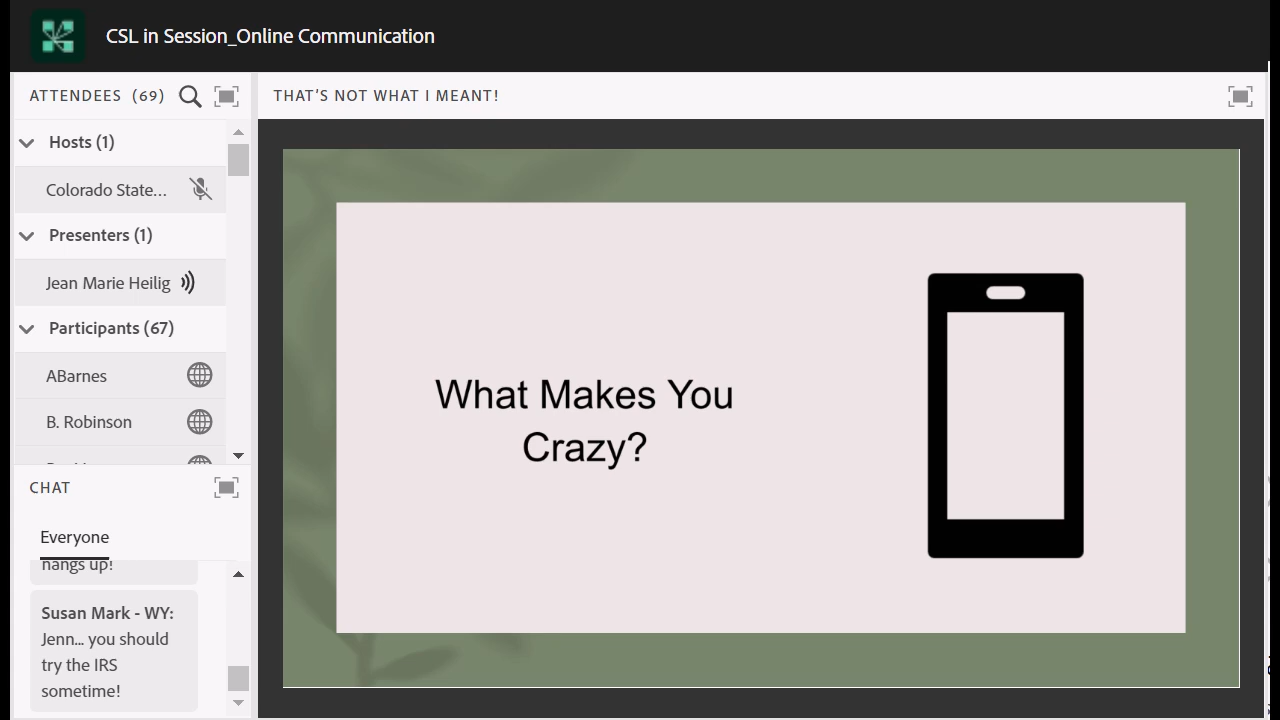 CSL in Session_Online Communication
ATTENDEES (69)
Hosts (1)
Colorado State...
Presenters (1)
Jean Marie Heilig
Participants (67)
ABarnes
B. Robinson
CHAT
Everyone
hangs up!
Susan Mark - WY:
Jenn... you should
try the IRS
sometime!
THAT'S NOT WHAT I MEANT!
What Makes You
Crazy?